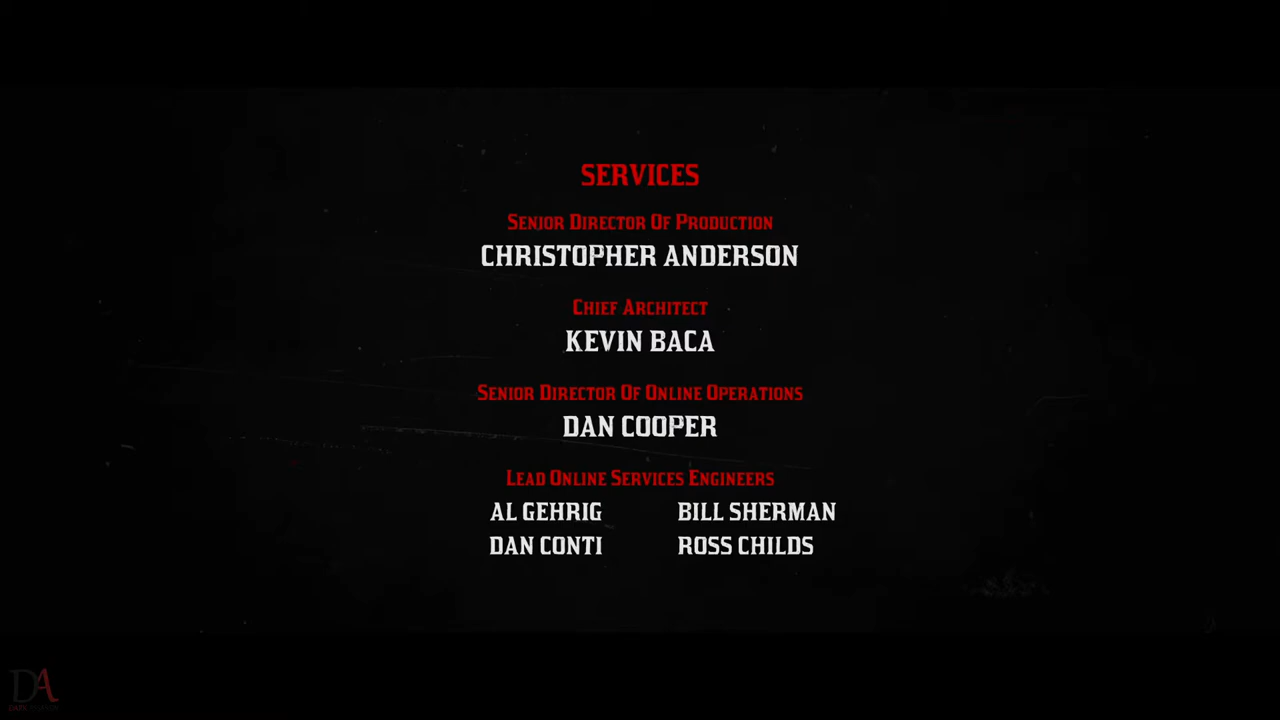 SERVICES
SENIOR DIRECTOR OF PRODUCTION
CHRISTOPHER ANDERSON
CHIEF ARCHITECT
KEVIN BACA
SENIOR DIRECTOR OF ONLINE OPERATIONS
DAN COOPER
LEAD ONLINE SERVICES ENGINEERS
AL GEHRIG BILL SHERMAN
DAN CONTI ROSS CHILDS
DA